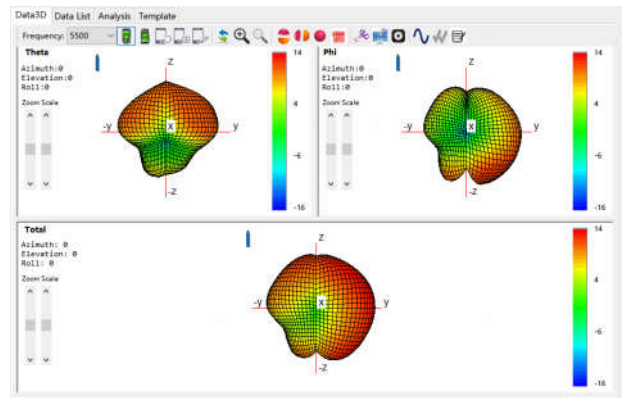 Data3D Data List Analysis Template
Frequency: 5500
Theta
Azimuth:0
Elevation:0
Roll:0
Zoom Scale
Z
-y
x
y
-Z
14
4
-6
-16
Phi
Azimuth:0
Elevation:0
Roll:0
Zoom Scale
Z
-y
x
y
-Z
14
4
-6
-16
Total
Azimuth: 0
Elevation: 0
Roll: 0
Zoom Scale
Z
-y
x
y
-Z
14
4
-6
-16